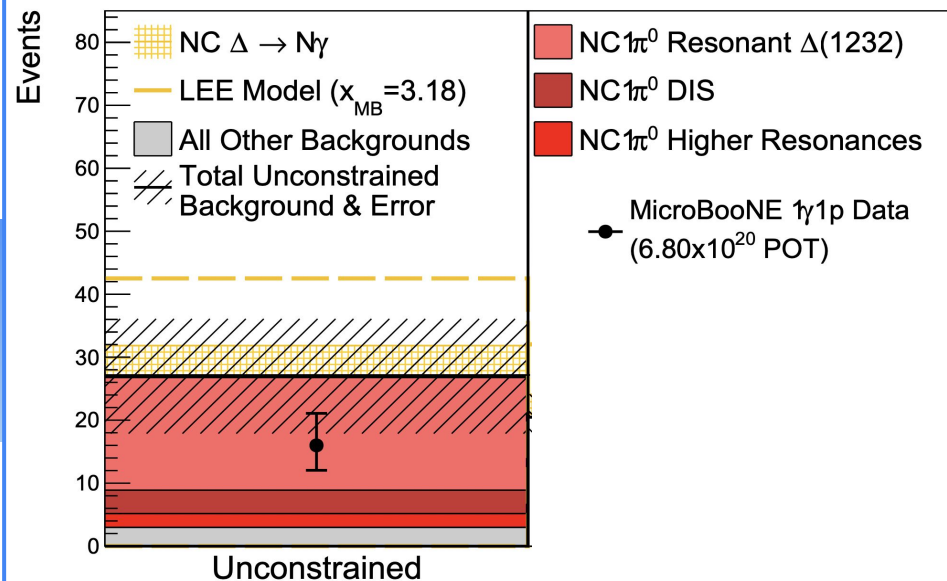 Events
80
70
60
50
40
30
20
10
0
NC Δ → Nγ
LEE Model (x_MB=3.18)
All Other Backgrounds
Total Unconstrained
Background & Error
NC1π⁰ Resonant Δ(1232)
NC1π⁰ DIS
NC1π⁰ Higher Resonances
MicroBooNE 1γ1p Data
(6.80x10²⁰ POT)
Unconstrained